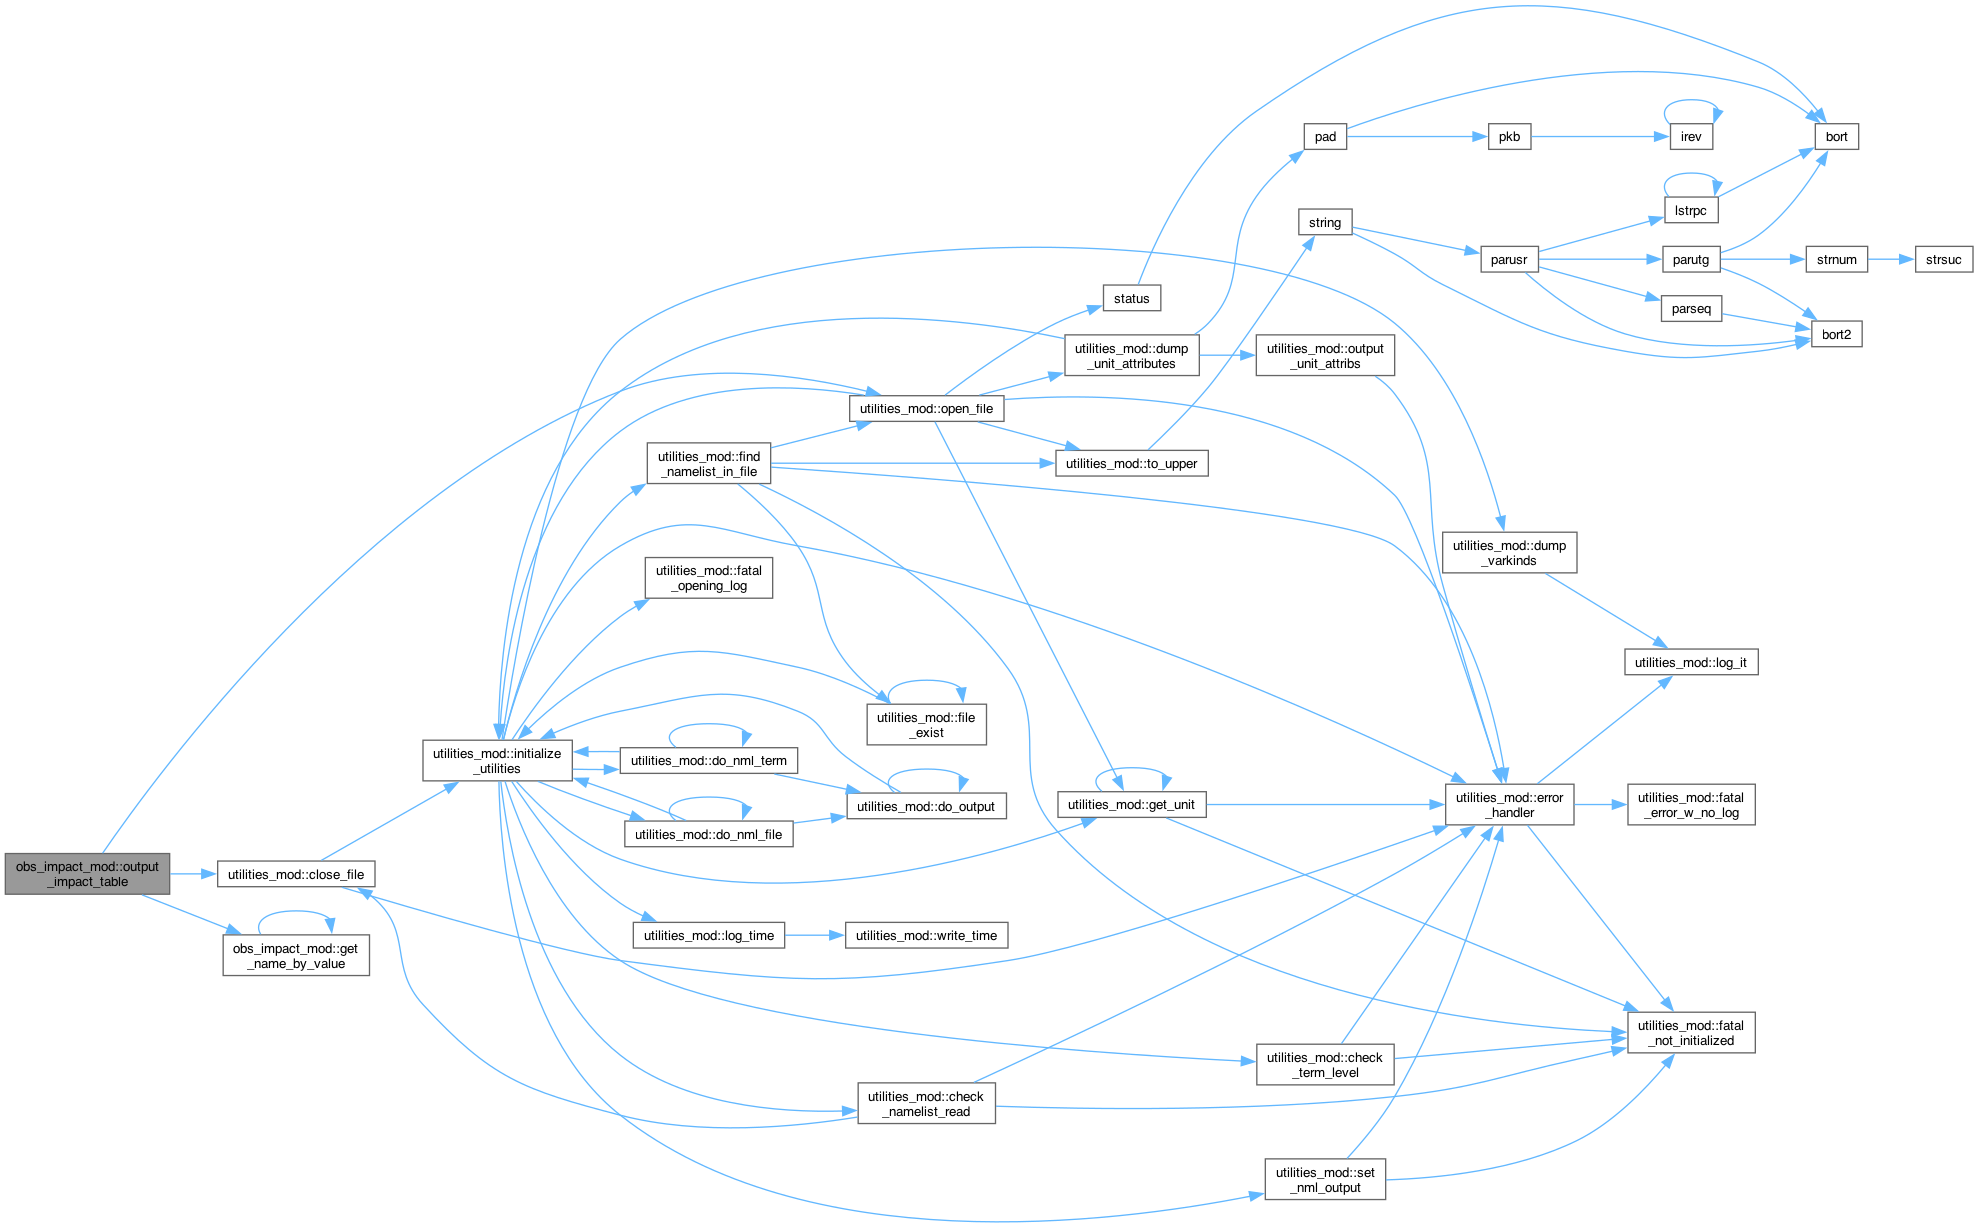 obs_impact_mod::output
_impact_table
utilities_mod::close_file
obs_impact_mod::get
_name_by_value
utilities_mod::initialize
_utilities
utilities_mod::find
_namelist_in_file
utilities_mod::fatal
_opening_log
utilities_mod::do_nml_term
utilities_mod::do_nml_file
utilities_mod::log_time
utilities_mod::open_file
utilities_mod::file
_exist
utilities_mod::do_output
utilities_mod::write_time
utilities_mod::check
_namelist_read
status
utilities_mod::dump
_unit_attributes
utilities_mod::to_upper
utilities_mod::get_unit
pad
string
utilities_mod::output
_unit_attribs
utilities_mod::check
_term_level
utilities_mod::set
_nml_output
pkb
parusr
utilities_mod::dump
_varkinds
utilities_mod::error
_handler
irev
lstrpc
parutg
parseq
utilities_mod::log_it
utilities_mod::fatal
_error_w_no_log
utilities_mod::fatal
_not_initialized
bort
strnum
bort2
strsuc